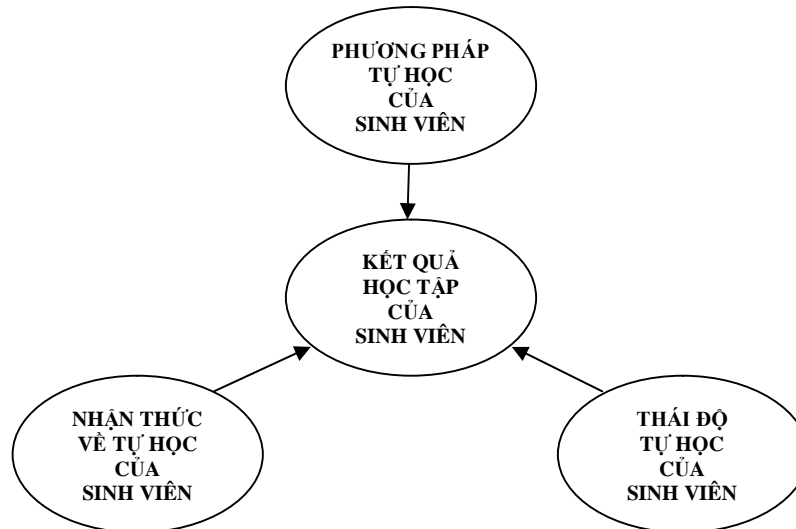 PHƯƠNG PHÁP
TỰ HỌC
CỦA
SINH VIÊN
KẾT QUẢ
HỌC TẬP
CỦA
SINH VIÊN
NHẬN THỨC
VỀ TỰ HỌC
CỦA
SINH VIÊN
THÁI ĐỘ
TỰ HỌC
CỦA
SINH VIÊN